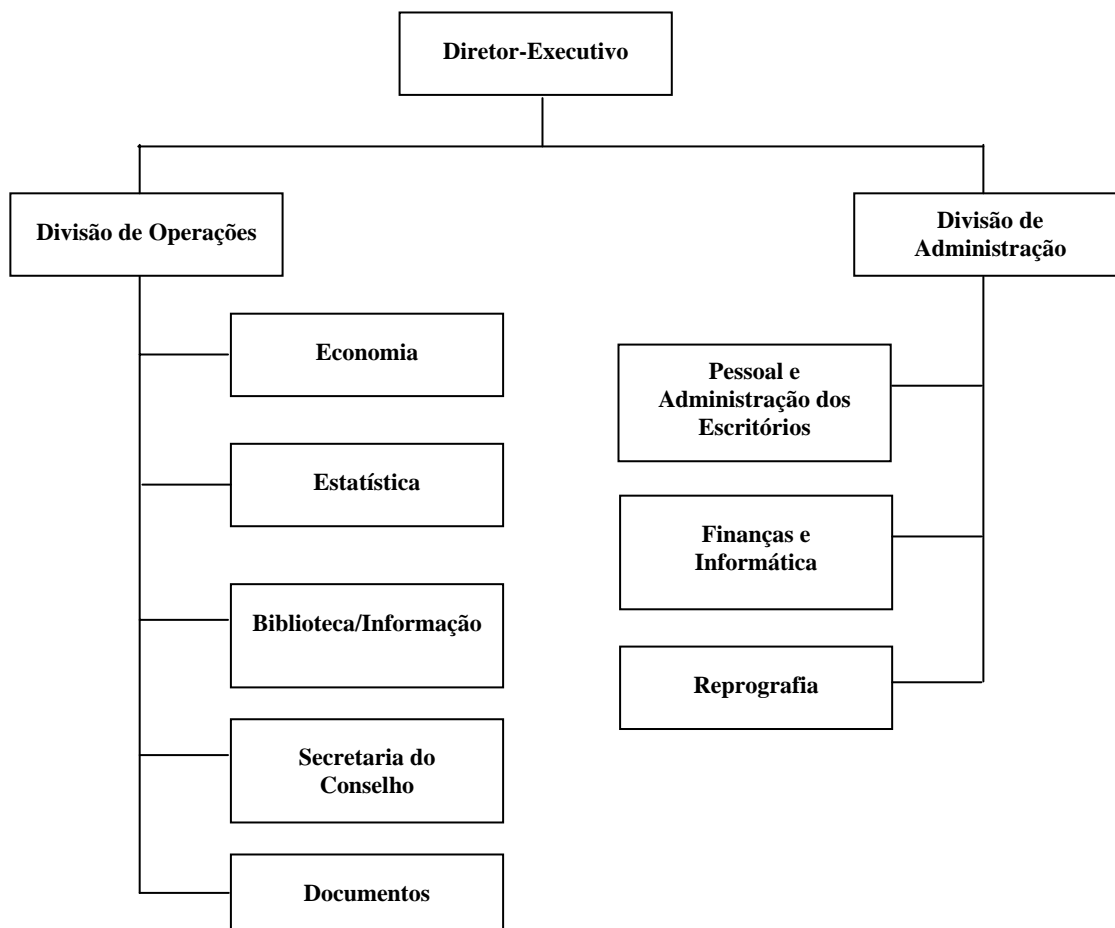 Diretor-Executivo
Divisão de Operações
Divisão de
Administração
Economia
Estatística
Biblioteca/Informação
Secretaria do
Conselho
Documentos
Pessoal e
Administração dos
Escritórios
Finanças e
Informática
Reprografia